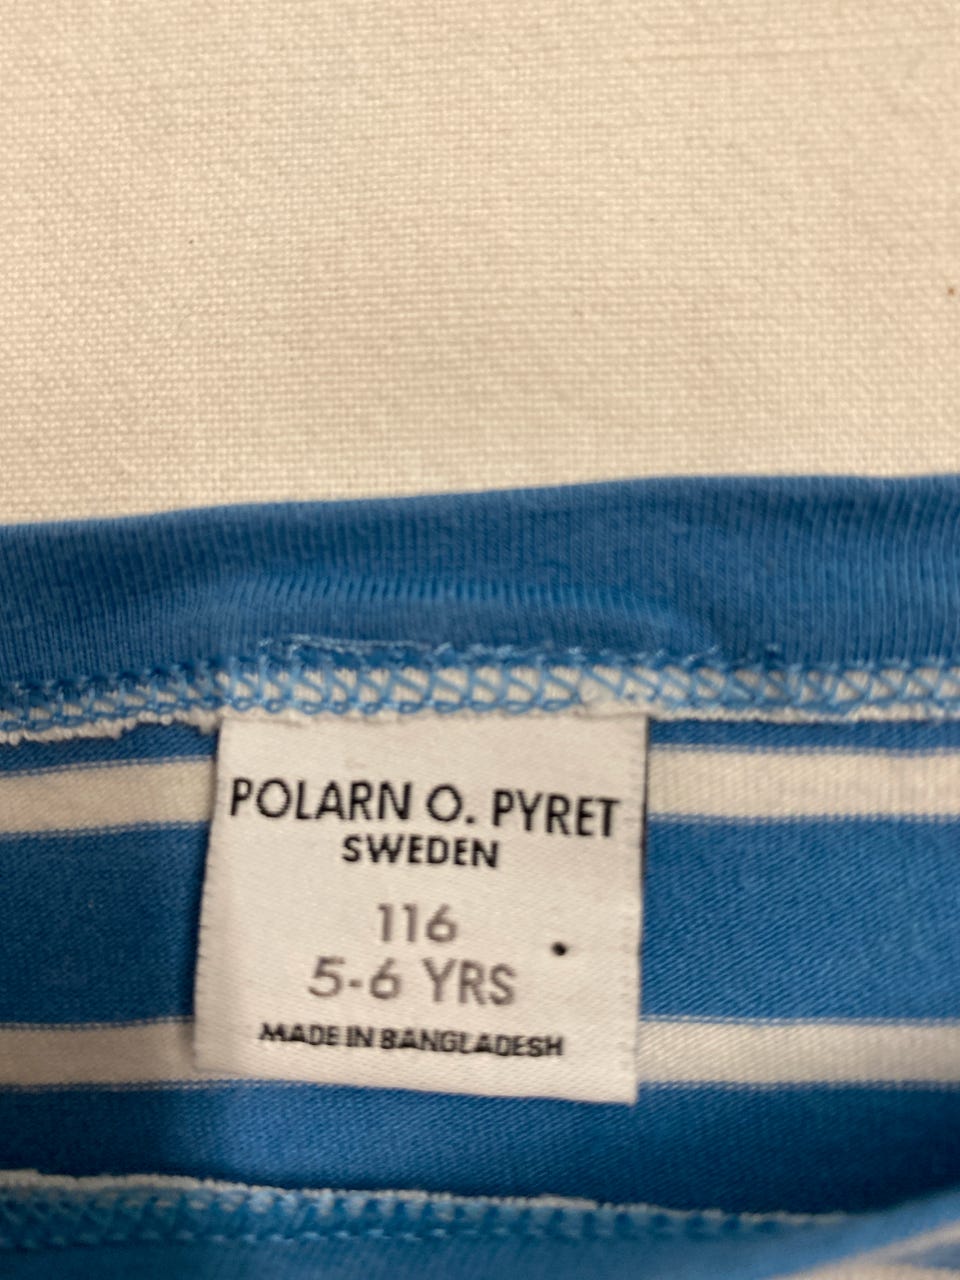 POLARN O. PYRET
SWEDEN
116
5-6 YRS
MADE IN BANGLADESH